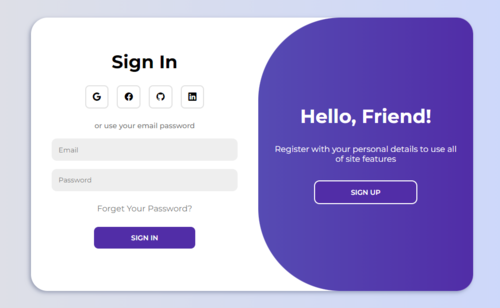 Sign In
or use your email password
Email
Password
Forget Your Password?
SIGN IN
Hello, Friend!
Register with your personal details to use all
of site features
SIGN UP